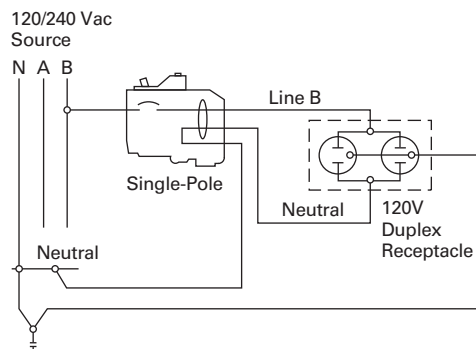 120/240 Vac
Source
N A B
Line B
Single-Pole
Neutral
120V
Duplex
Receptacle
Neutral